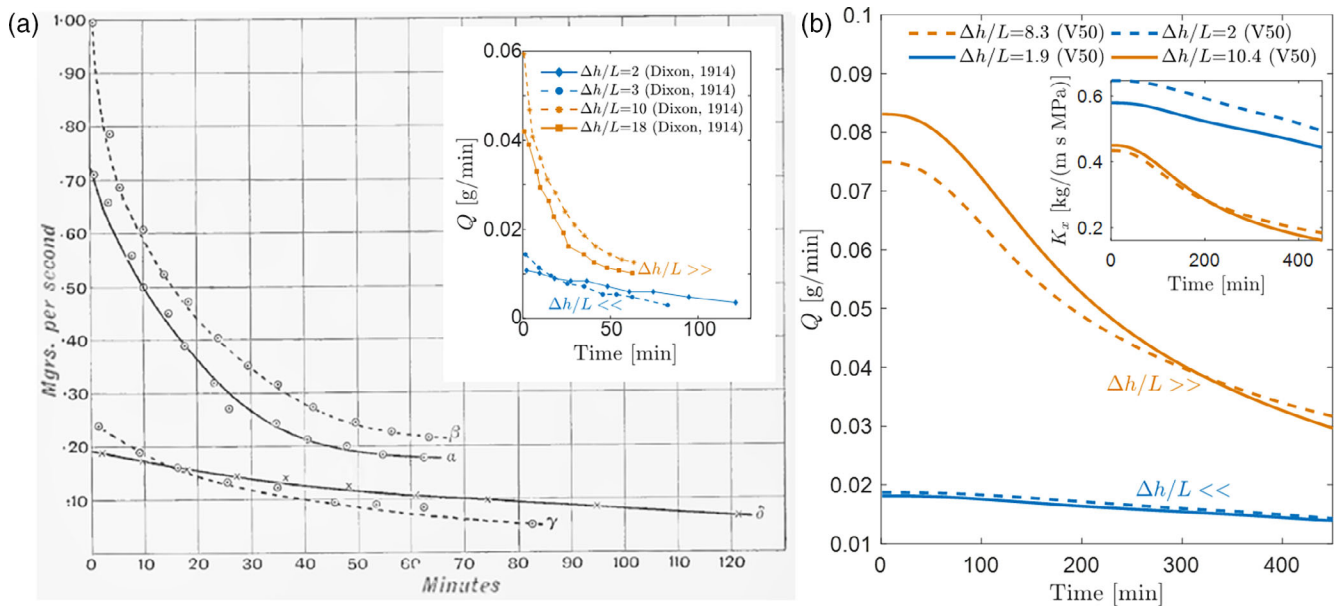 (a)
Mgrs. per second
1·00
·90
·80
·70
·60
·50
·40
·30
·20
·10
0
0 10 20 30 40 50 60 70 80 90 100 110 120
Minutes
β
α
γ
δ
Q [g/min]
0.06
0.04
0.02
0
0 50 100
Time [min]
Δh/L=2 (Dixon, 1914)
Δh/L=3 (Dixon, 1914)
Δh/L=10 (Dixon, 1914)
Δh/L=18 (Dixon, 1914)
Δh/L >>
Δh/L <<
(b)
Q [g/min]
0.1
0.09
0.08
0.07
0.06
0.05
0.04
0.03
0.02
0.01
0 100 200 300 400
Time [min]
Δh/L=8.3 (V50) Δh/L=2 (V50)
Δh/L=1.9 (V50) Δh/L=10.4 (V50)
Kₓ [kg/(m s MPa)]
0.6
0.4
0.2
0 200 400
Time [min]
Δh/L >>
Δh/L <<